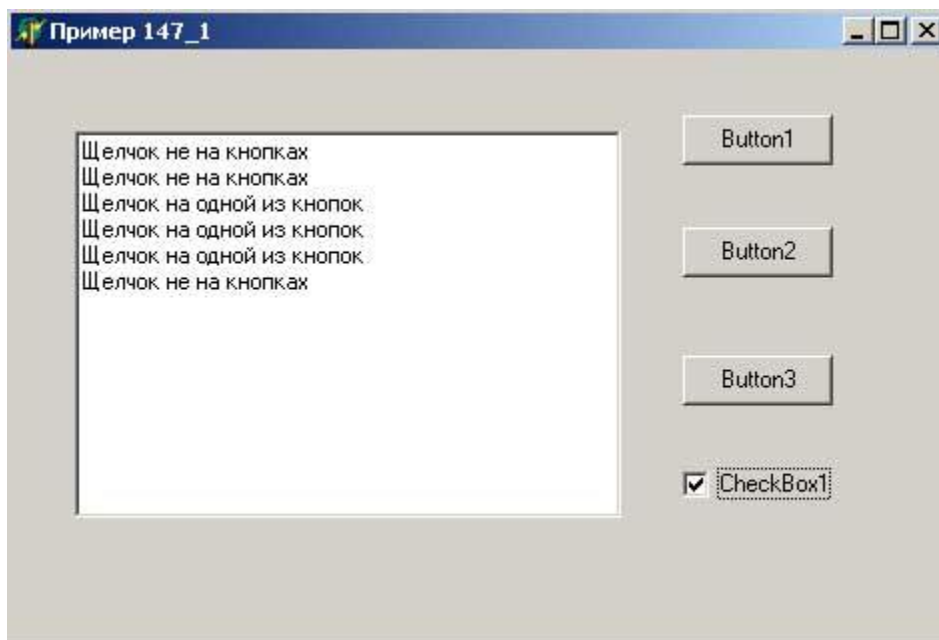 Пример 147_1
Щелчок не на кнопках
Щелчок не на кнопках
Щелчок на одной из кнопок
Щелчок на одной из кнопок
Щелчок на одной из кнопок
Щелчок не на кнопках
Button1
Button2
Button3
CheckBox1